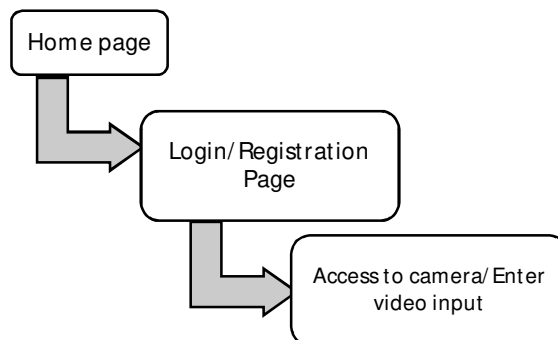 Home page
Login/Registration
Page
Access to camera/Enter
video input